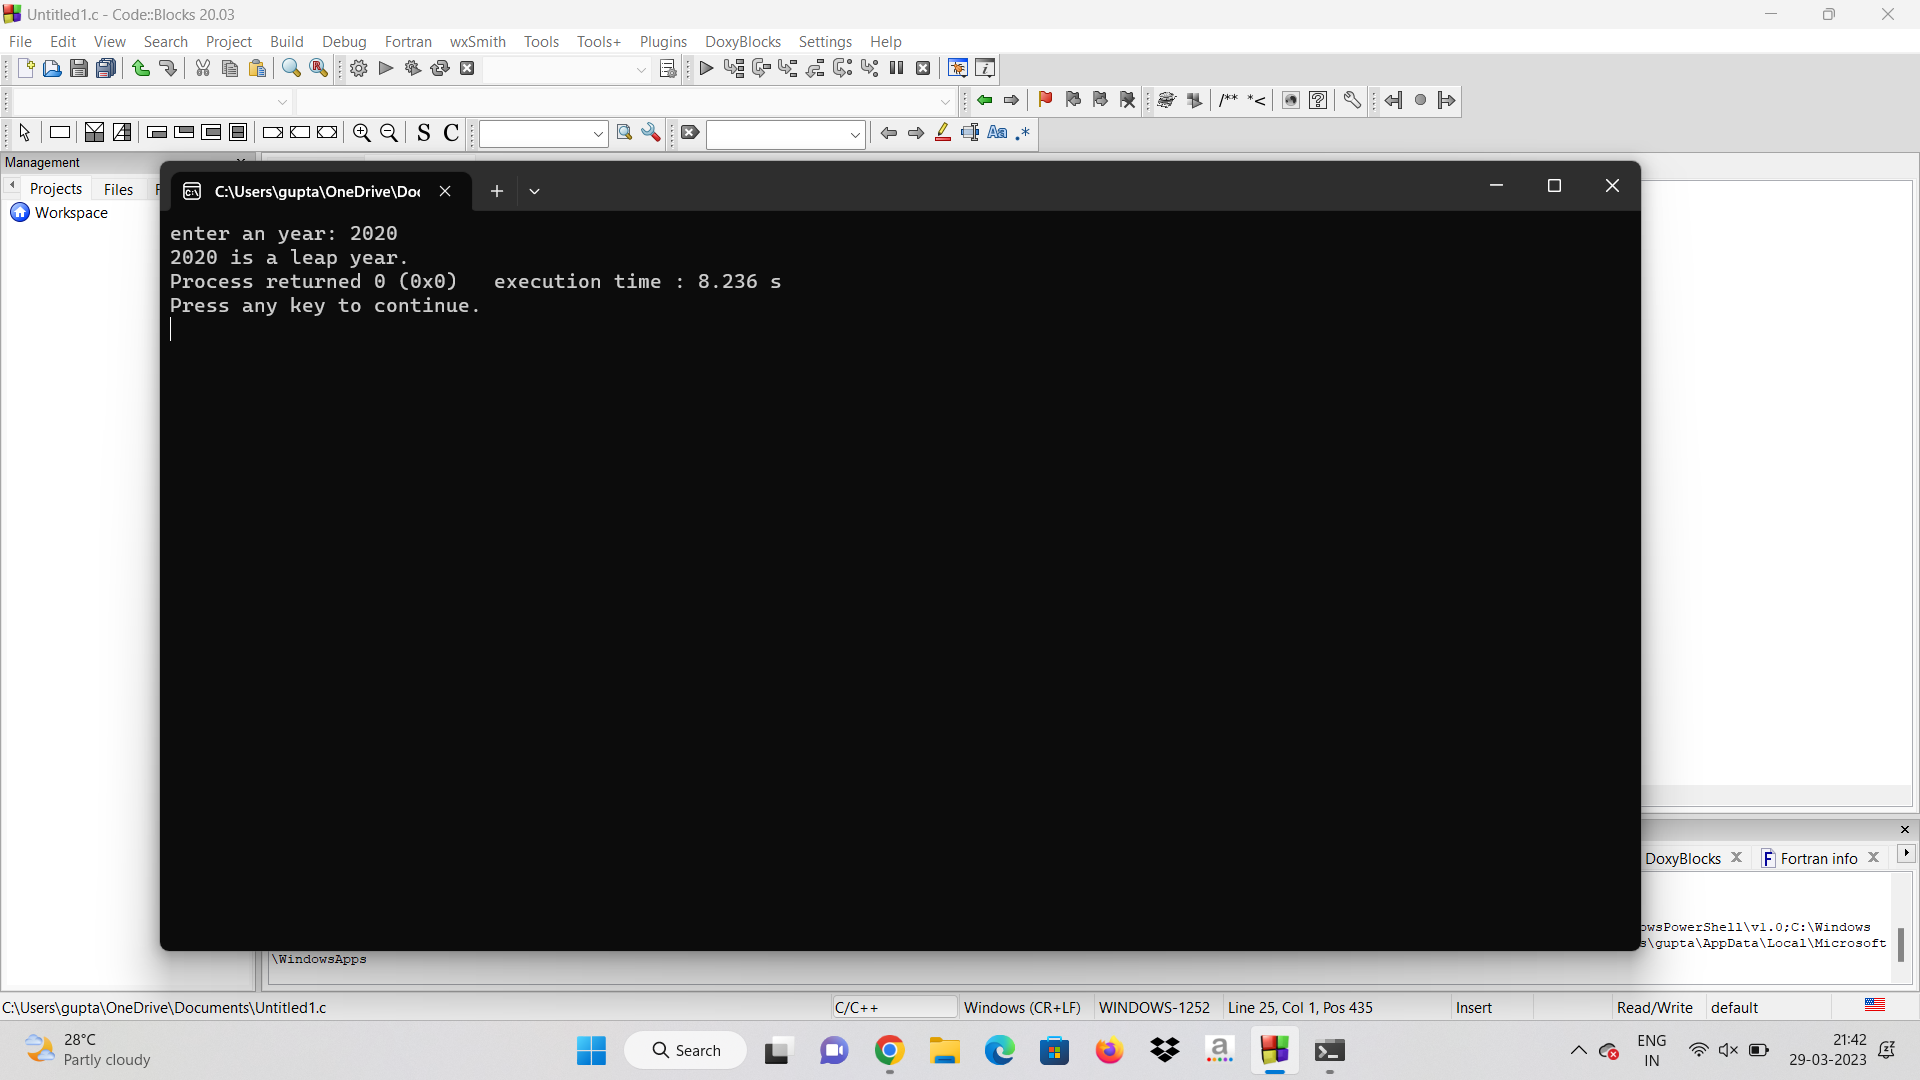 Untitled1.c - Code::Blocks 20.03
File Edit View Search Project Build Debug Fortran wxSmith Tools Tools+ Plugins DoxyBlocks Settings Help
/** *<
S C
Aa .*
Management
Projects Files
Workspace
C:\Users\gupta\OneDrive\Doc
enter an year: 2020
2020 is a leap year.
Process returned 0 (0x0)   execution time : 8.236 s
Press any key to continue.
DoxyBlocks Fortran info
owsPowerShell\v1.0;C:\Windows
s\gupta\AppData\Local\Microsoft
\WindowsApps
C:\Users\gupta\OneDrive\Documents\Untitled1.c C/C++ Windows (CR+LF) WINDOWS-1252 Line 25, Col 1, Pos 435 Insert Read/Write default
28°C
Partly cloudy
Search
ENG
IN
21:42
29-03-2023